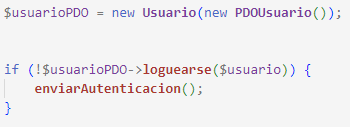 $usuarioPDO = new Usuario(new PDOUsuario());
if (!$usuarioPDO->loguearse($usuario)) {
    enviarAutenticacion();
}